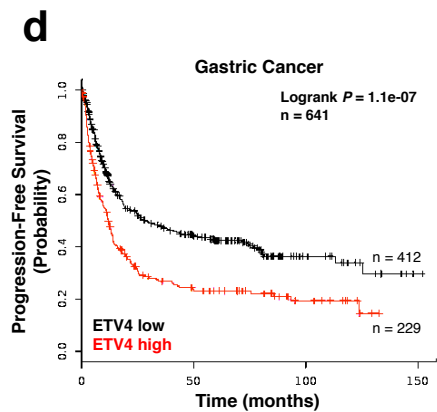 d
Gastric Cancer
Logrank P = 1.1e-07
n = 641
Progression-Free Survival
(Probability)
1.0
0.8
0.6
0.4
0.2
0.0
n = 412
n = 229
ETV4 low
ETV4 high
0
50
100
150
Time (months)